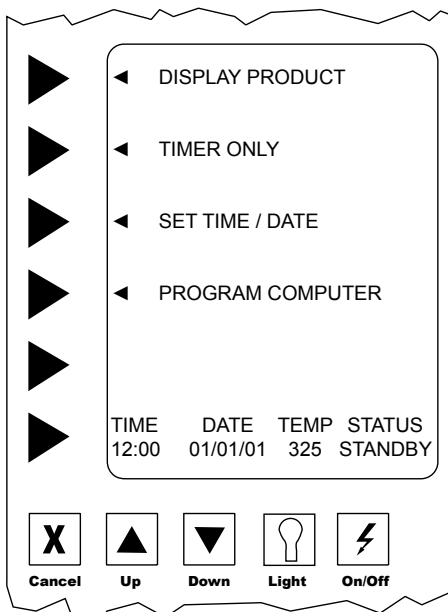 ◄ DISPLAY PRODUCT
◄ TIMER ONLY
◄ SET TIME / DATE
◄ PROGRAM COMPUTER
TIME DATE TEMP STATUS
12:00 01/01/01 325 STANDBY
X
Cancel Up Down Light On/Off